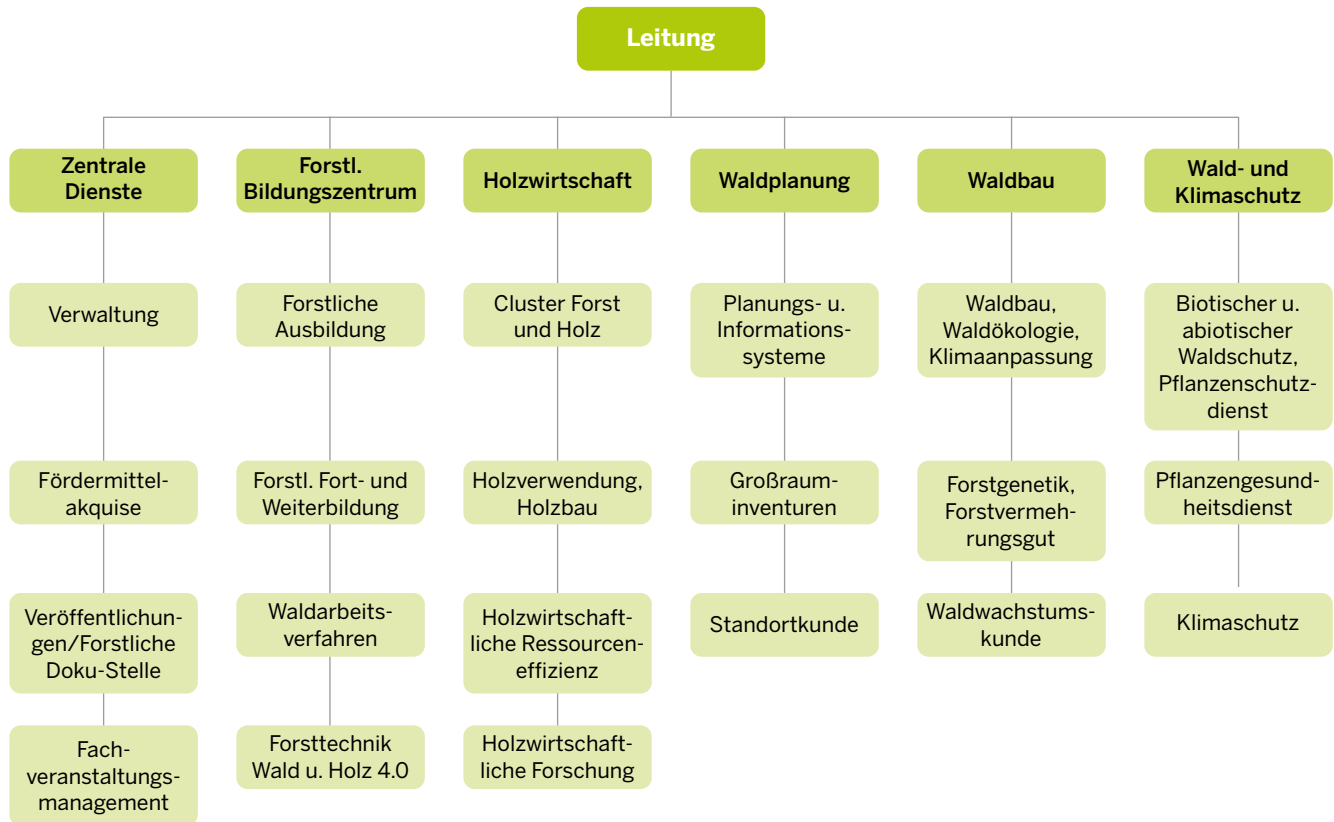 Leitung
Zentrale
Dienste
Forstl.
Bildungszentrum
Holzwirtschaft
Waldplanung
Waldbau
Wald- und
Klimaschutz
Verwaltung
Forstliche
Ausbildung
Cluster Forst
und Holz
Planungs- u.
Informations-
systeme
Waldbau,
Waldökologie,
Klimaanpassung
Biotischer u.
abiotischer
Waldschutz,
Pflanzenschutz-
dienst
Fördermittel-
akquise
Forstl. Fort- und
Weiterbildung
Holzverwendung,
Holzbau
Großraum-
inventuren
Forstgenetik,
Forstvermeh-
rungsgut
Pflanzengesund-
heitsdienst
Veröffentlichun-
gen/Forstliche
Doku-Stelle
Waldarbeits-
verfahren
Holzwirtschaft-
liche Ressourcen-
effizienz
Standortkunde
Waldwachstums-
kunde
Klimaschutz
Fach-
veranstaltungs-
management
Forsttechnik
Wald u. Holz 4.0
Holzwirtschaft-
liche Forschung